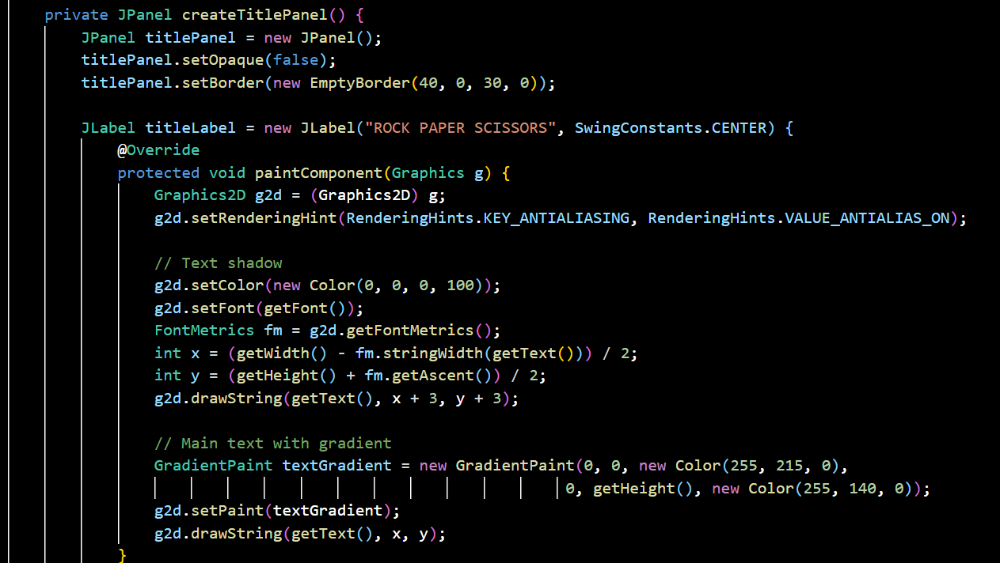 private JPanel createTitlePanel() {
JPanel titlePanel = new JPanel();
titlePanel.setOpaque(false);
titlePanel.setBorder(new EmptyBorder(40, 0, 30, 0));
JLabel titleLabel = new JLabel("ROCK PAPER SCISSORS", SwingConstants.CENTER) {
@Override
protected void paintComponent(Graphics g) {
Graphics2D g2d = (Graphics2D) g;
g2d.setRenderingHint(RenderingHints.KEY_ANTIALIASING, RenderingHints.VALUE_ANTIALIAS_ON);
// Text shadow
g2d.setColor(new Color(0, 0, 0, 100));
g2d.setFont(getFont());
FontMetrics fm = g2d.getFontMetrics();
int x = (getWidth() - fm.stringWidth(getText())) / 2;
int y = (getHeight() + fm.getAscent()) / 2;
g2d.drawString(getText(), x + 3, y + 3);
// Main text with gradient
GradientPaint textGradient = new GradientPaint(0, 0, new Color(255, 215, 0),
0, getHeight(), new Color(255, 140, 0));
g2d.setPaint(textGradient);
g2d.drawString(getText(), x, y);
}